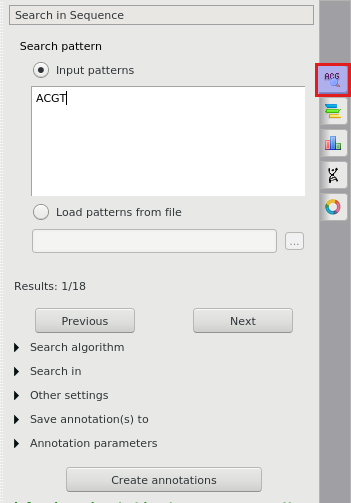 Search in Sequence
Search pattern
Input patterns
ACG
ACGT
Load patterns from file
...
Results: 1/18
Previous
Next
Search algorithm
Search in
Other settings
Save annotation(s) to
Annotation parameters
Create annotations